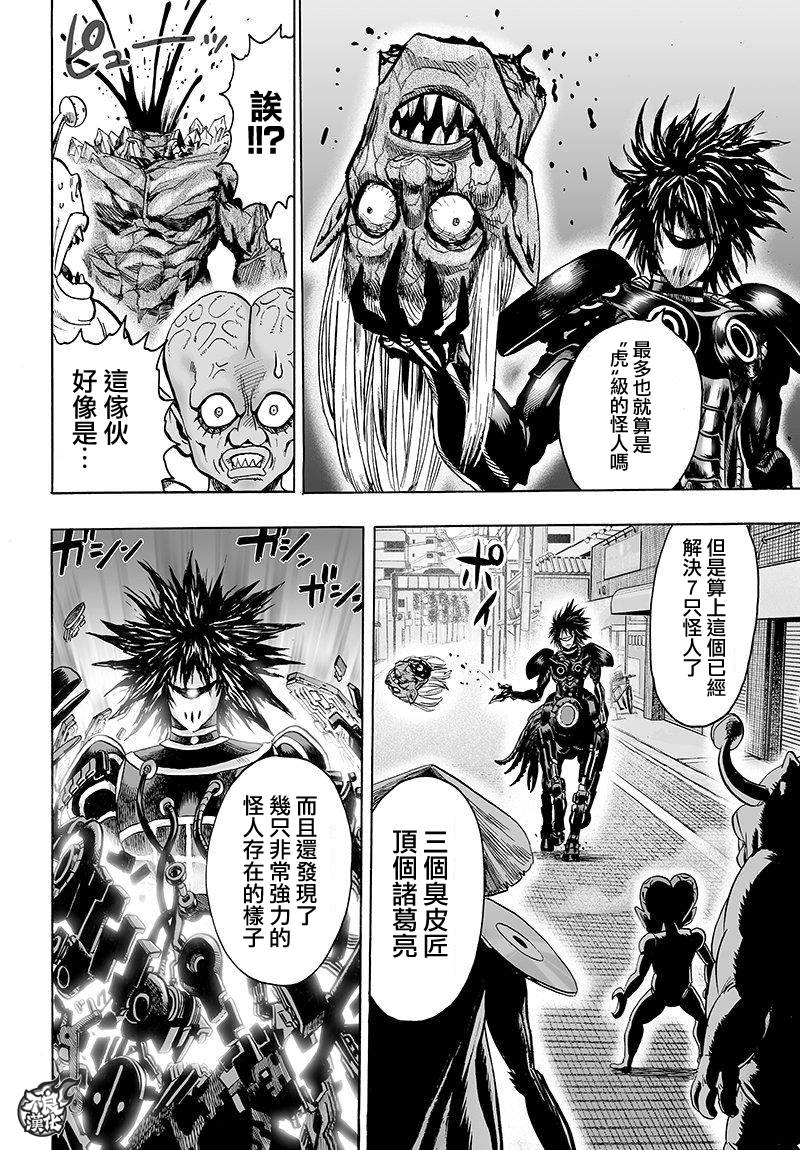 最多也就算是
〝虎〞級的怪人嗎
ピューーッ
誒!!?
這傢伙
好像是…
但是算上這個已經
解決7只怪人了
ポイ
三個臭皮匠
頂個諸葛亮
ガシン
ガシン
而且還發現了
幾只非常強力的
怪人存在的樣子
不良
漢化